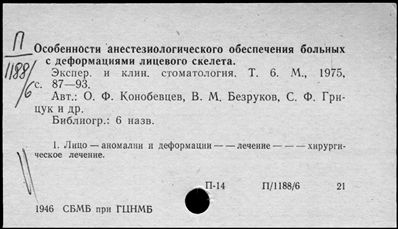 П
1188/6
Особенности анестезиологического обеспечения больных
с деформациями лицевого скелета.
Экспер. и клин. стоматология. Т. 6. М., 1975,
с. 87—93.
Авт.: О. Ф. Конобевцев, В. М. Безруков, С. Ф. Гри-
цук и др.
Библиогр.: 6 назв.
1. Лицо — аномалии и деформации — — лечение — — — хирурги-
ческое лечение.
П-14 П/1188/6 21
1946 СБМБ при ГЦНМБ